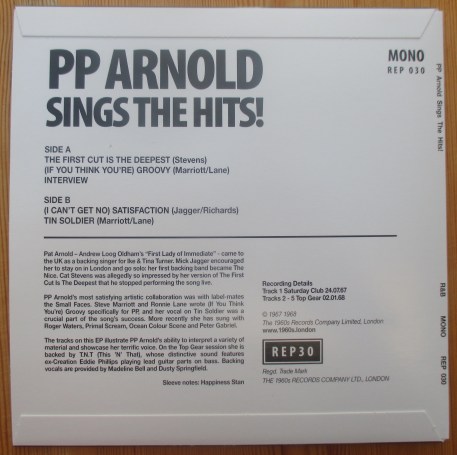 PP ARNOLD
SINGS THE HITS!
MONO
REP 030
SIDE A
THE FIRST CUT IS THE DEEPEST (Stevens)
(IF YOU THINK YOU'RE) GROOVY (Marriott/Lane)
INTERVIEW
SIDE B
(I CAN'T GET NO) SATISFACTION (Jagger/Richards)
TIN SOLDIER (Marriott/Lane)
Pat Arnold – Andrew Loog Oldham's "First Lady of Immediate" - came to
the UK as a backing singer for Ike & Tina Turner. Mick Jagger encouraged
her to stay on in London and go solo: her first backing band became The
Nice. Cat Stevens was allegedly so impressed by her version of The First
Cut Is The Deepest that he stopped performing the song live.
PP Arnold's most satisfying artistic collaboration was with label-mates
the Small Faces. Steve Marriott and Ronnie Lane wrote (If You Think
You're) Groovy specifically for PP, and her vocal on Tin Soldier was a
crucial part of the song's success. More recently she has sung with
Roger Waters, Primal Scream, Ocean Colour Scene and Peter Gabriel.
The tracks on this EP illustrate PP Arnold's ability to interpret a variety of
material and showcase her terrific voice. On the Top Gear session she is
backed by T.N.T (This 'N' That), whose distinctive sound features
ex-Creation Eddie Phillips playing lead guitar parts on bass. Backing
vocals are provided by Madeline Bell and Dusty Springfield.
Sleeve notes: Happiness Stan
Recording Details
Track 1 Saturday Club 24.07.67
Tracks 2 - 5 Top Gear 02.01.68
© 1967 1968
The 1960s Records Company Limited, London
www.1960s.london
REP30
Regd. Trade Mark
THE 1960s RECORDS COMPANY LTD., LONDON
PP Arnold Sings The Hits!
R&B
MONO
REP 030